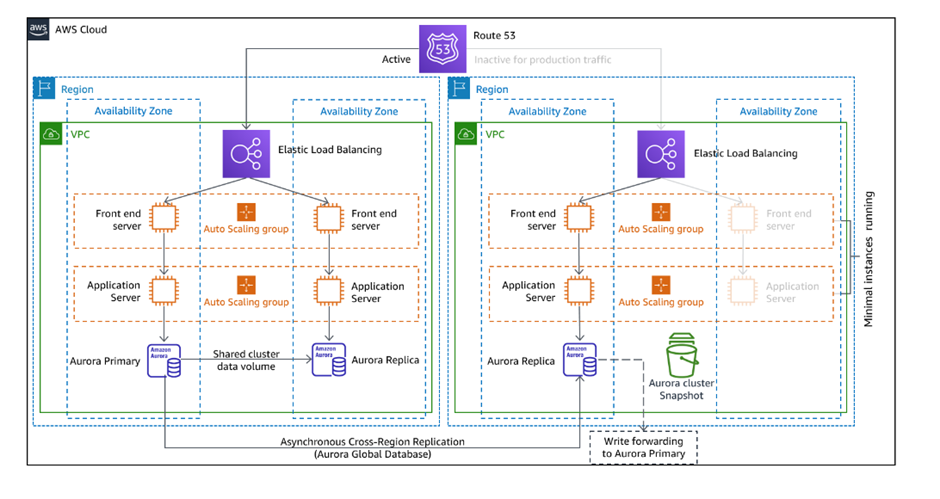 aws
AWS Cloud
Route 53
53
Active
Inactive for production traffic
Region
Availability Zone
Availability Zone
VPC
Elastic Load Balancing
Front end
server
Auto Scaling group
Front end
server
Application
Server
Auto Scaling group
Application
Server
Aurora Primary
Amazon
Aurora
Shared cluster
data volume
Amazon
Aurora
Aurora Replica
Region
Availability Zone
Availability Zone
VPC
Elastic Load Balancing
Front end
server
Auto Scaling group
Front end
server
Application
Server
Auto Scaling group
Application
Server
Minimal instances running
Aurora Replica
Amazon
Aurora
Aurora cluster
Snapshot
Asynchronous Cross-Region Replication
(Aurora Global Database)
Write forwarding
to Aurora Primary